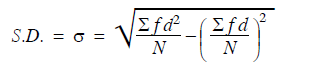 S.D. = σ = √(Σfd²/N − (Σfd/N)²)